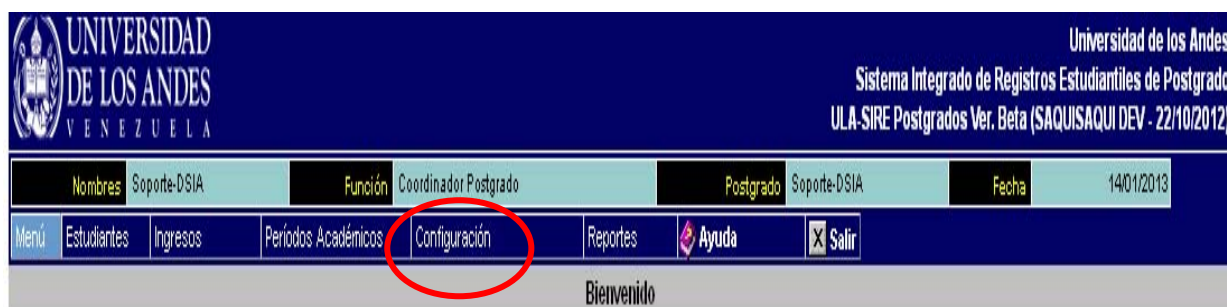 UNIVERSIDAD
DE LOS ANDES
VENEZUELA
Universidad de los Andes
Sistema Integrado de Registros Estudiantiles de Postgrado
ULA-SIRE Postgrados Ver. Beta (SAQUISAQUI DEV - 22/10/2012)
Nombres Soporte-DSIA Función Coordinador Postgrado Postgrado Soporte-DSIA Fecha 14/01/2013
Menú Estudiantes Ingresos Períodos Académicos Configuración Reportes Ayuda X Salir
Bienvenido